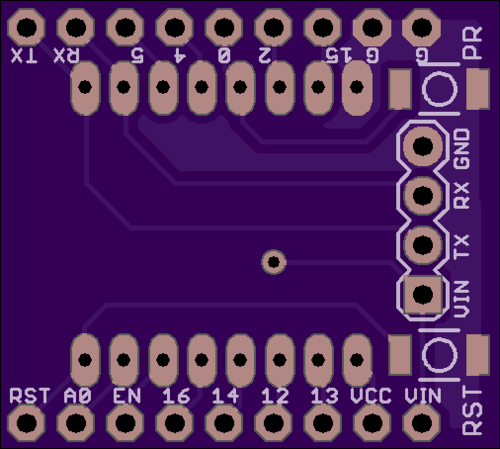 TX RX 5 4 0 2 15 G G
PR
GND
RX
TX
VIN
RST A0 EN 16 14 12 13 VCC VIN
RST